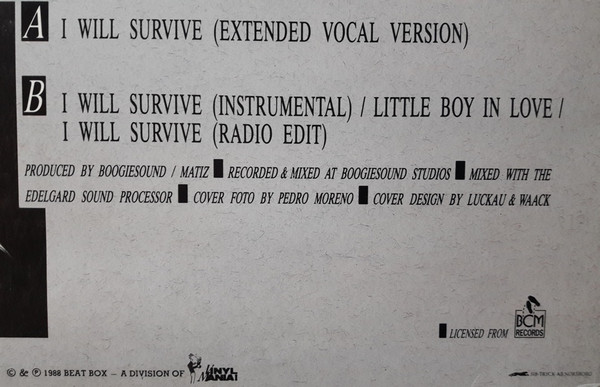 A I WILL SURVIVE (EXTENDED VOCAL VERSION)
B I WILL SURVIVE (INSTRUMENTAL) / LITTLE BOY IN LOVE /
I WILL SURVIVE (RADIO EDIT)
PRODUCED BY BOOGIESOUND / MATIZ RECORDED & MIXED AT BOOGIESOUND STUDIOS MIXED WITH THE
EDELGARD SOUND PROCESSOR COVER FOTO BY PEDRO MORENO COVER DESIGN BY LUCKAU & WAACK
LICENSED FROM BCM RECORDS
© & ℗ 1988 BEAT BOX – A DIVISION OF VINYL MANIA!